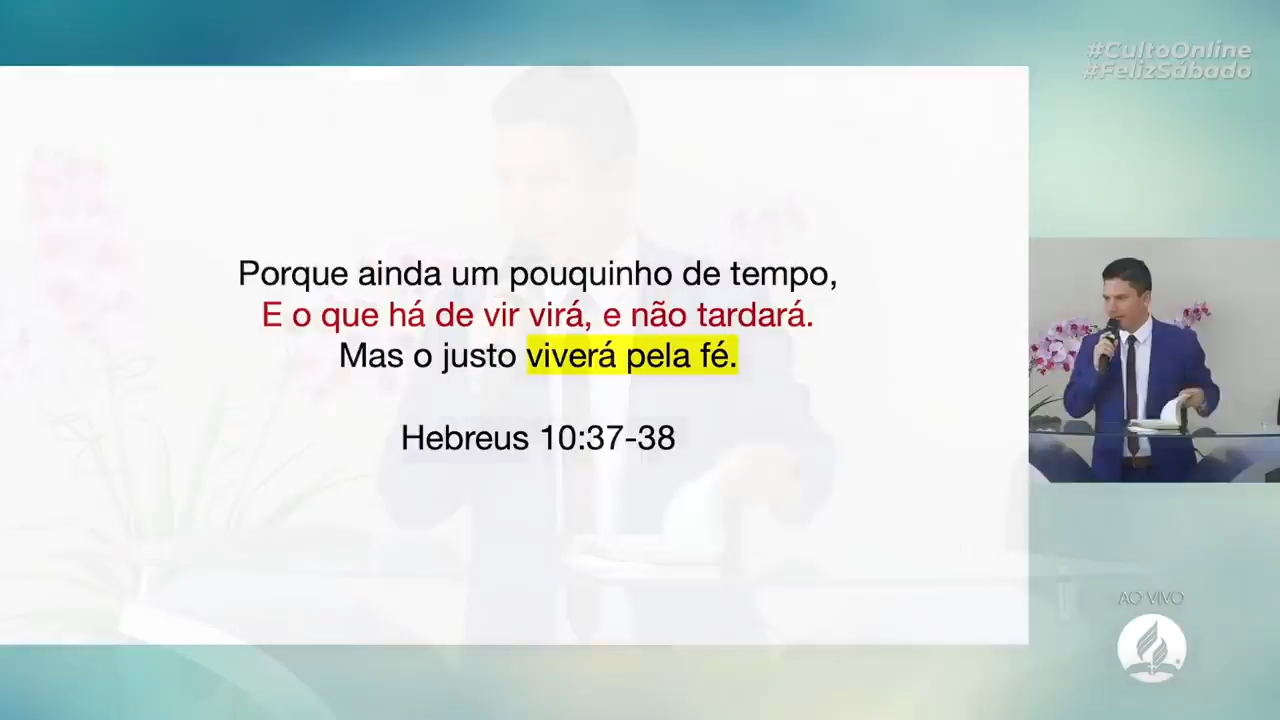 #CultoOnline
#FelizSábado
Porque ainda um pouquinho de tempo,
E o que há de vir virá, e não tardará.
Mas o justo viverá pela fé.
Hebreus 10:37-38
AO VIVO